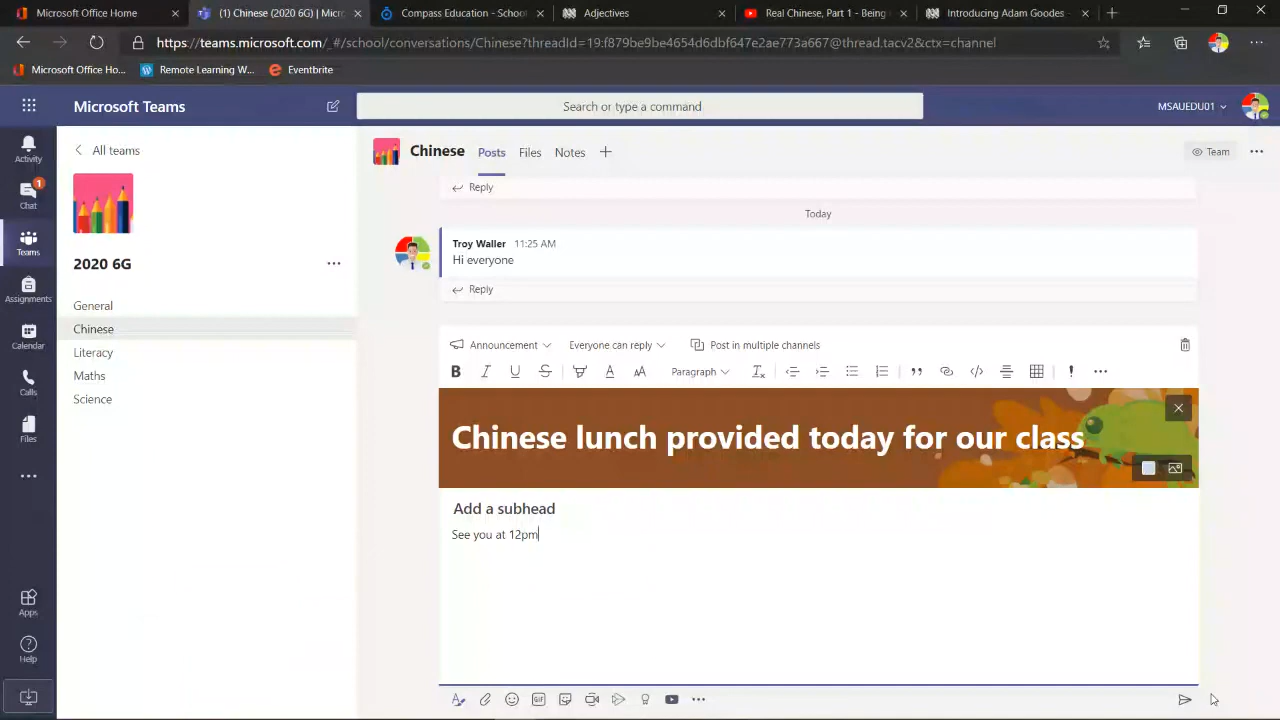 Microsoft Office Home
(1) Chinese (2020 6G) | Micro
Compass Education - School
Adjectives
Real Chinese, Part 1 - Being
Introducing Adam Goodes -
https://teams.microsoft.com/_#/school/conversations/Chinese?threadId=19:f879be9be4654d6dbf647e2ae773a667@thread.tacv2&ctx=channel
Microsoft Office Ho...
Remote Learning W...
Eventbrite
Microsoft Teams
Search or type a command
MSAUEDU01
Activity
Chat
1
Teams
Assignments
Calendar
Calls
Files
Apps
Help
All teams
2020 6G
General
Chinese
Literacy
Maths
Science
Chinese
Posts
Files
Notes
Team
Reply
Today
Troy Waller 11:25 AM
Hi everyone
Reply
Announcement
Everyone can reply
Post in multiple channels
B I U S A AA Paragraph
Chinese lunch provided today for our class
Add a subhead
See you at 12pm
GIF